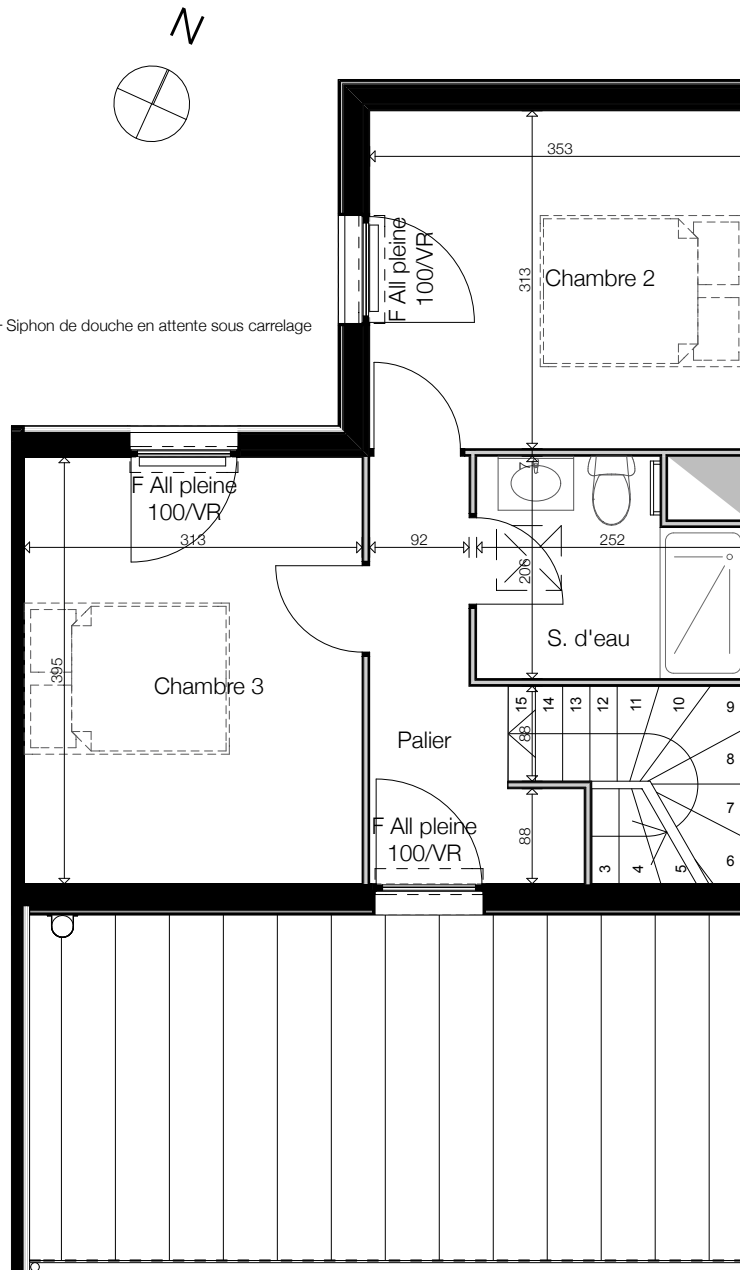 N
353
F All pleine
100/VR
313
Chambre 2
- Siphon de douche en attente sous carrelage
F All pleine
100/VR
313
92
252
206
S. d'eau
395
Chambre 3
Palier
15
14
13
12
11
10
9
88
8
7
F All pleine
100/VR
88
3
4
5
6